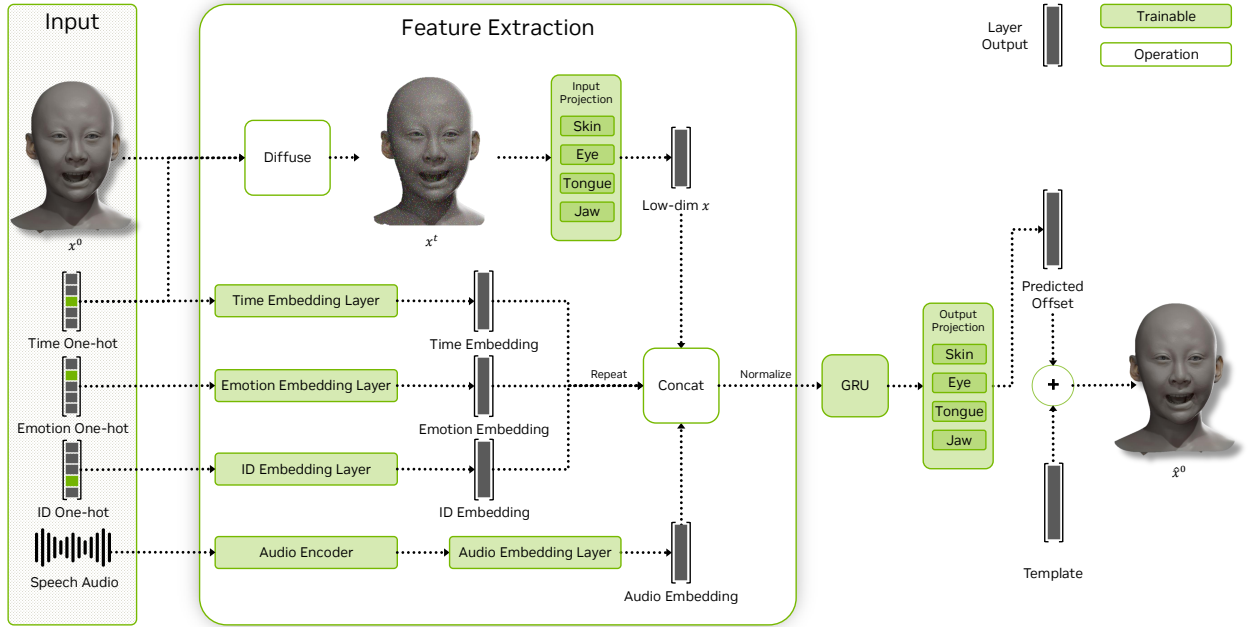 Input
Feature Extraction
Layer
Output
Trainable
Operation
Input
Projection
Skin
Eye
Tongue
Jaw
Diffuse
Low-dim x
x⁰
xᵗ
Time One-hot
Time Embedding Layer
Time Embedding
Emotion One-hot
Emotion Embedding Layer
Emotion Embedding
Repeat
Concat
Normalize
GRU
Output
Projection
Skin
Eye
Tongue
Jaw
Predicted
Offset
+
x̂⁰
ID One-hot
ID Embedding Layer
ID Embedding
Speech Audio
Audio Encoder
Audio Embedding Layer
Audio Embedding
Template